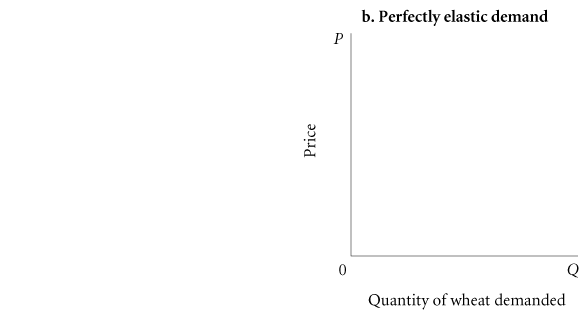 b. Perfectly elastic demand
P
Price
0
Q
Quantity of wheat demanded